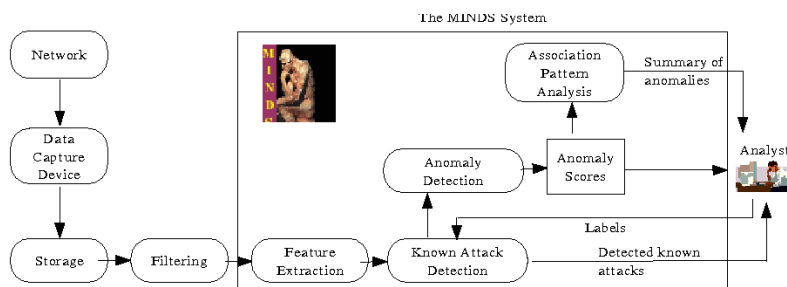 The MINDS System
Network
M
I
N
D
Association
Pattern
Analysis
Summary of
anomalies
Data
Capture
Device
Anomaly
Detection
Anomaly
Scores
Analyst
Labels
Storage
Filtering
Feature
Extraction
Known Attack
Detection
Detected known
attacks